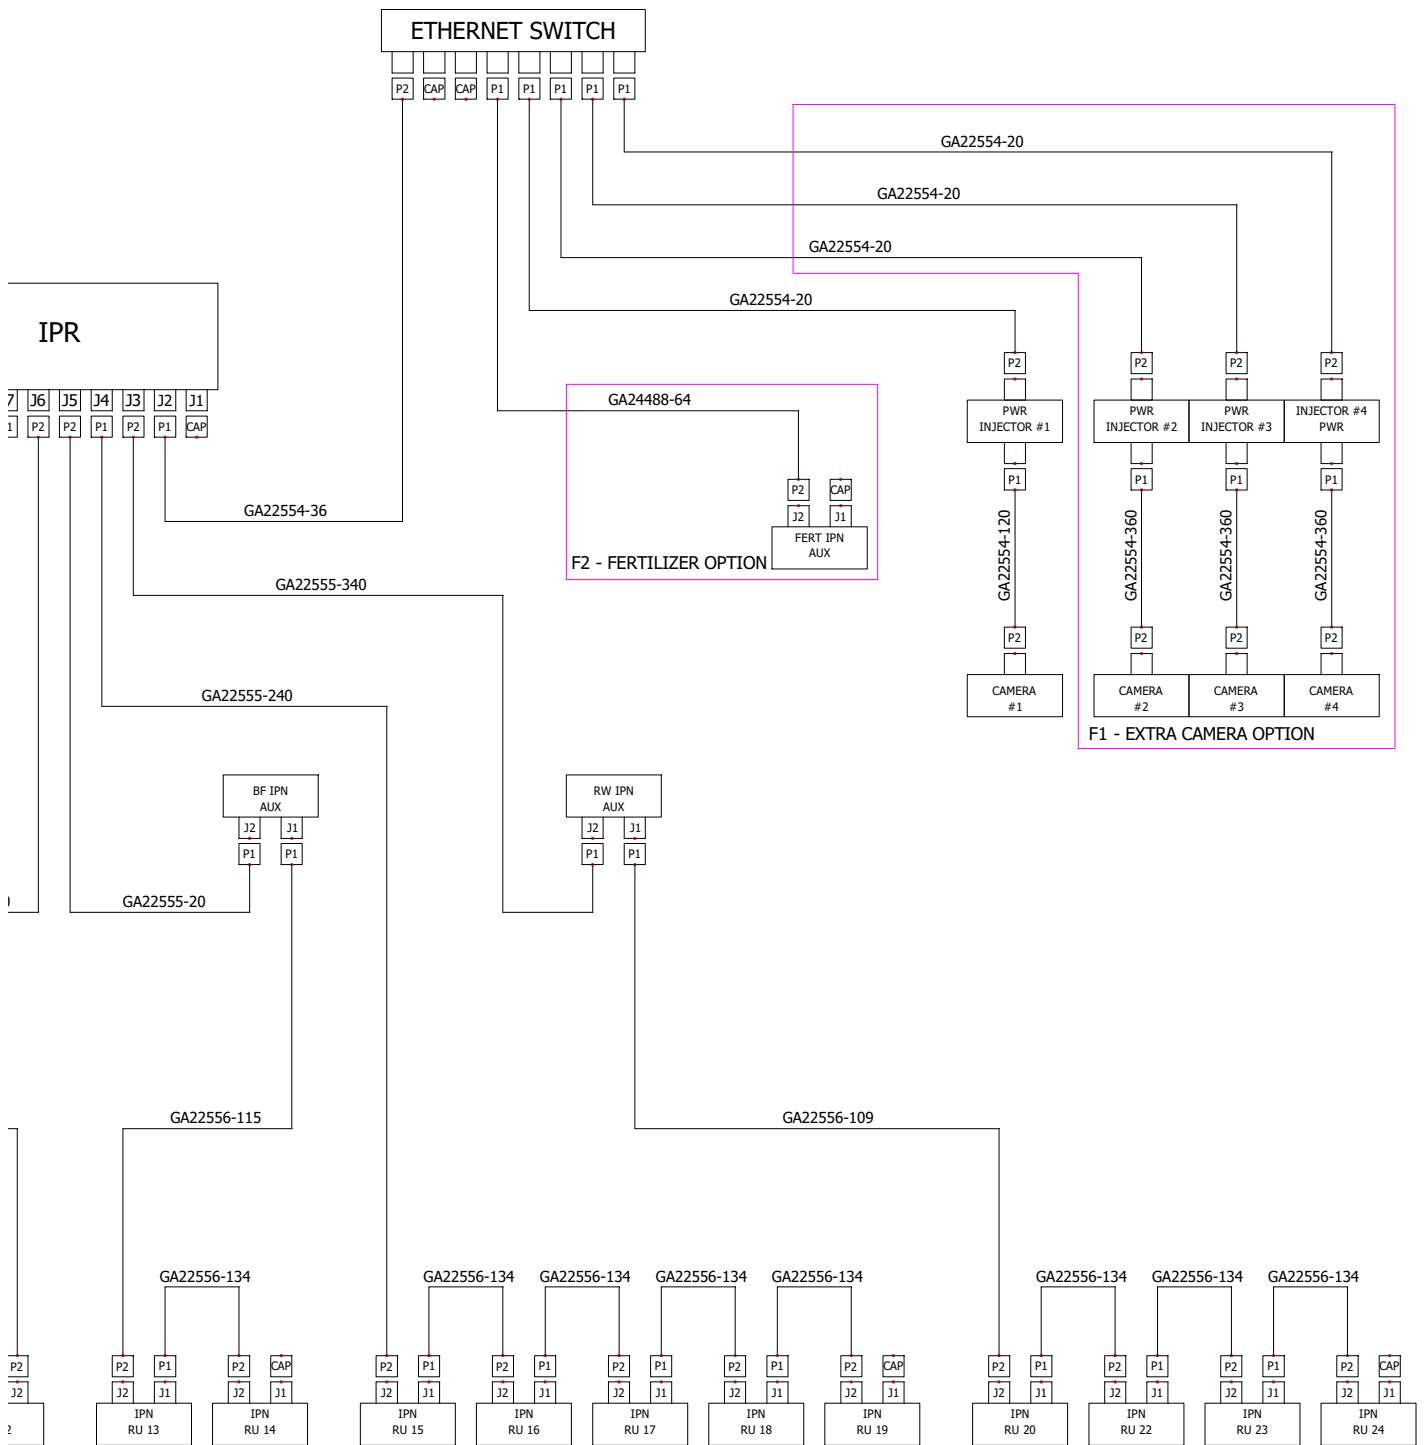 ETHERNET SWITCH
P2 CAP CAP P1 P1 P1 P1 P1
GA22554-20
GA22554-20
GA22554-20
GA22554-20
IPR
7 J6 J5 J4 J3 J2 J1
1 P2 P2 P1 P2 P1 CAP
P2 P2 P2 P2
GA24488-64
PWR
INJECTOR #1
PWR
INJECTOR #2
PWR
INJECTOR #3
INJECTOR #4
PWR
P1 P1 P1 P1
P2 CAP
J2 J1
FERT IPN
AUX
F2 - FERTILIZER OPTION
GA22554-36
GA22554-120
GA22554-360
GA22554-360
GA22554-360
GA22555-340
P2 P2 P2 P2
GA22555-240
CAMERA
#1
CAMERA
#2
CAMERA
#3
CAMERA
#4
F1 - EXTRA CAMERA OPTION
BF IPN
AUX
J2 J1
P1 P1
RW IPN
AUX
J2 J1
P1 P1
GA22555-20
GA22556-115
GA22556-109
GA22556-134 GA22556-134 GA22556-134 GA22556-134 GA22556-134 GA22556-134 GA22556-134 GA22556-134
P2 P2 P1 P2 CAP P2 P1 P2 P1 P2 P1 P2 P1 P2 CAP P2 P1 P2 P1 P2 P1 P2 CAP
J2 J2 J1 J2 J1 J2 J1 J2 J1 J2 J1 J2 J1 J2 J1 J2 J1 J2 J1 J2 J1 J2 J1
2
IPN
RU 13
IPN
RU 14
IPN
RU 15
IPN
RU 16
IPN
RU 17
IPN
RU 18
IPN
RU 19
IPN
RU 20
IPN
RU 22
IPN
RU 23
IPN
RU 24